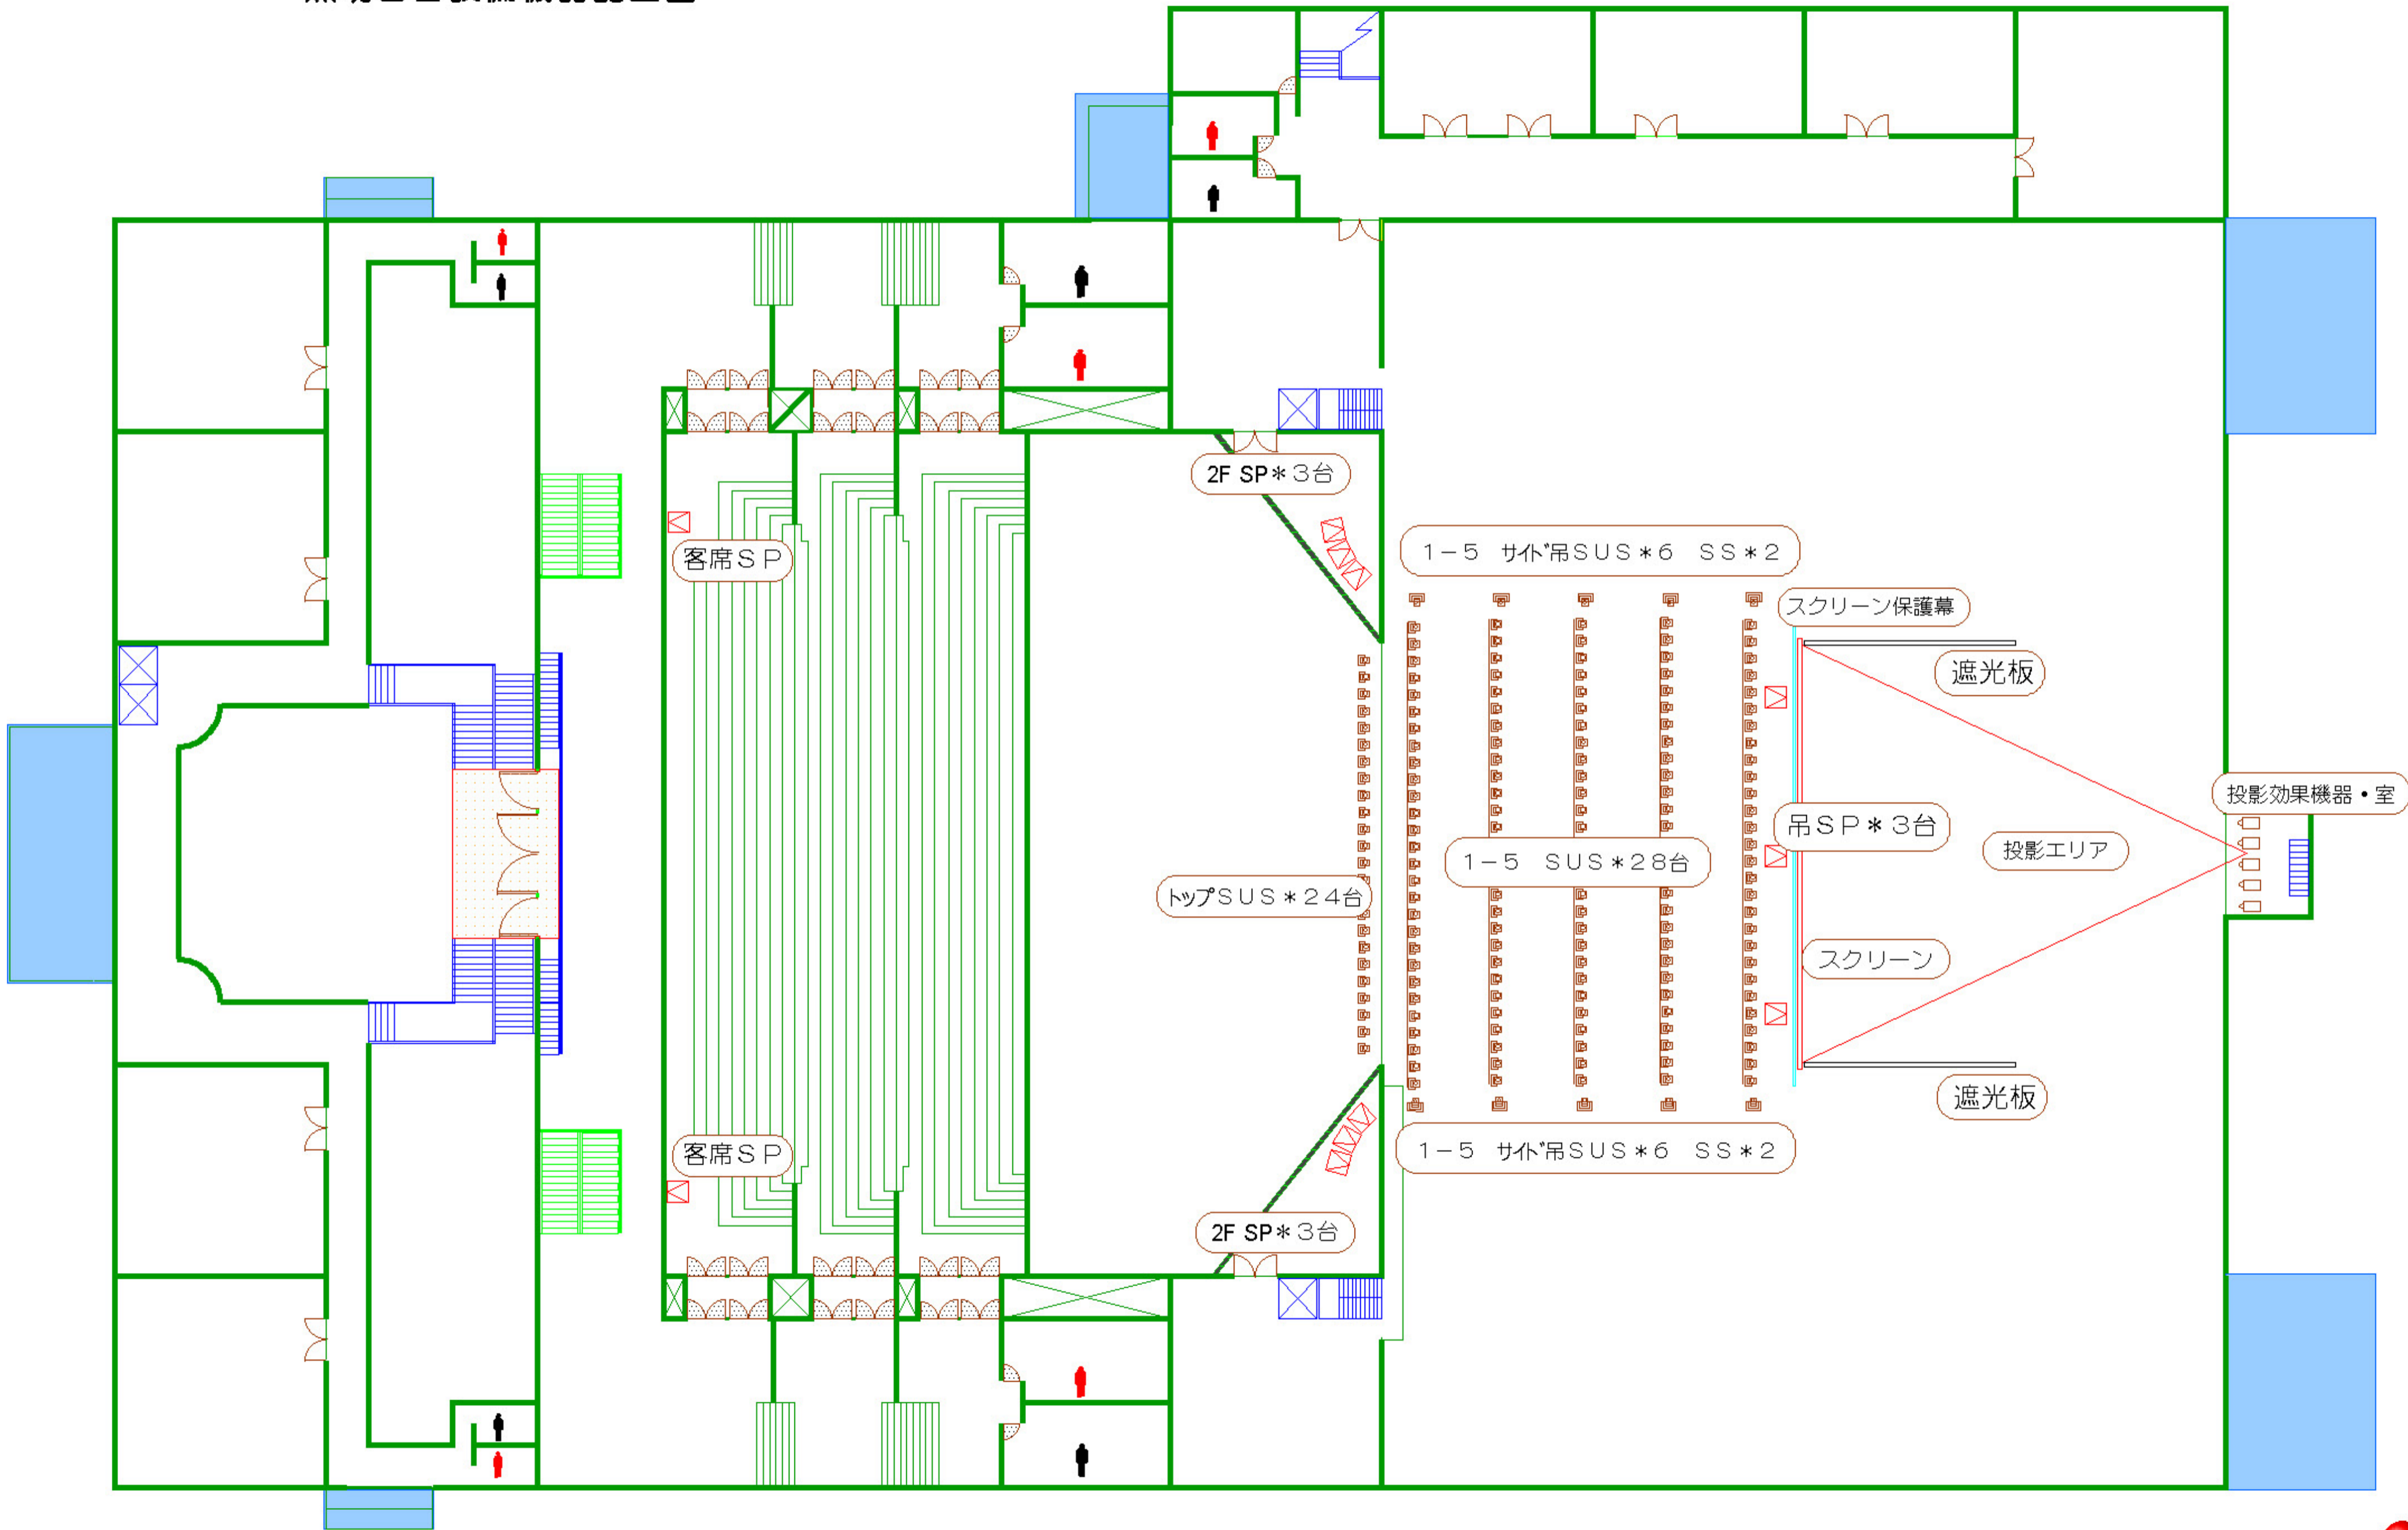 2F SP＊3台
1－5　サイド吊SUS＊6　SS＊2
客席SP
スクリーン保護幕
遮光板
投影効果機器・室
吊SP＊3台
投影エリア
1－5　SUS＊28台
トップSUS＊24台
スクリーン
遮光板
1－5　サイド吊SUS＊6　SS＊2
客席SP
2F SP＊3台